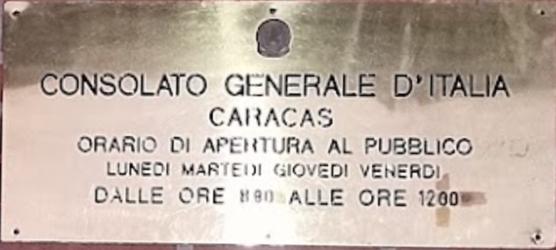 CONSOLATO GENERALE D'ITALIA
CARACAS
ORARIO DI APERTURA AL PUBBLICO
LUNEDI MARTEDI GIOVEDI VENERDI
DALLE ORE ALLE ORE 1200